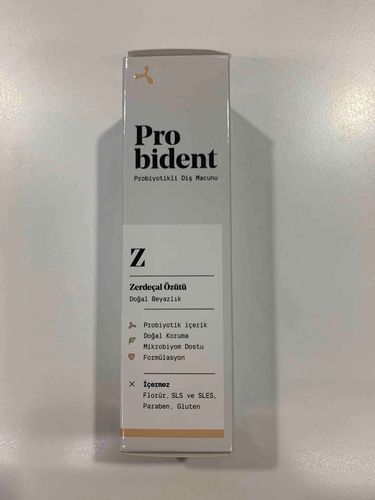 Pro
bident
Probiyotikli Diş Macunu
Z
Zerdeçal Özütü
Doğal Beyazlık
Probiyotik içerik
Doğal Koruma
Mikrobiyom Dostu
Formülasyon
İçermez
Florür, SLS ve SLES,
Paraben, Gluten